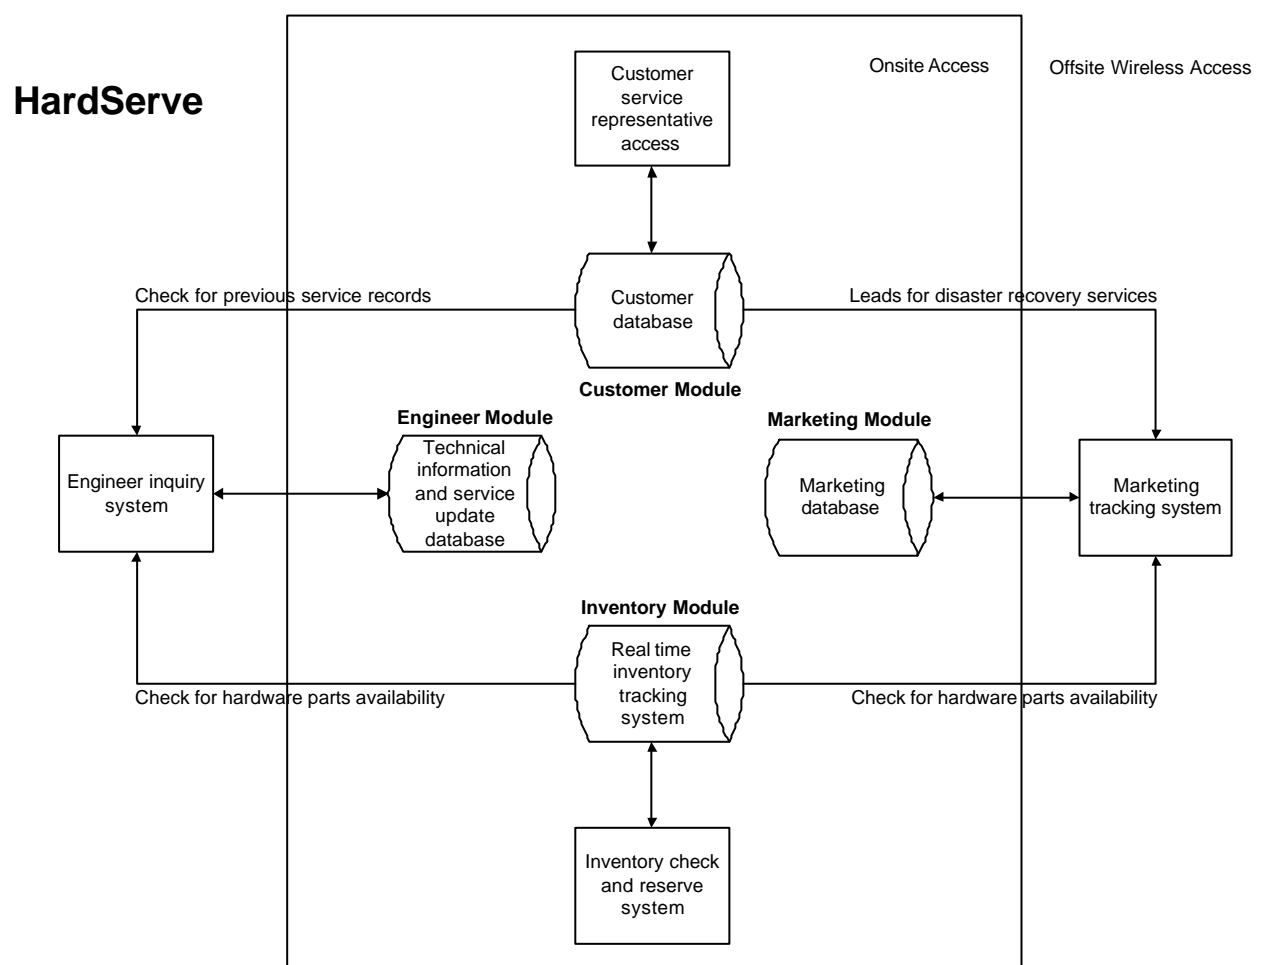 HardServe
Onsite Access
Offsite Wireless Access
Customer
service
representative
access
Check for previous service records
Customer
database
Leads for disaster recovery services
Customer Module
Engineer Module
Marketing Module
Engineer inquiry
system
Technical
information
and service
update
database
Marketing
database
Marketing
tracking system
Inventory Module
Real time
inventory
tracking
system
Check for hardware parts availability
Check for hardware parts availability
Inventory check
and reserve
system